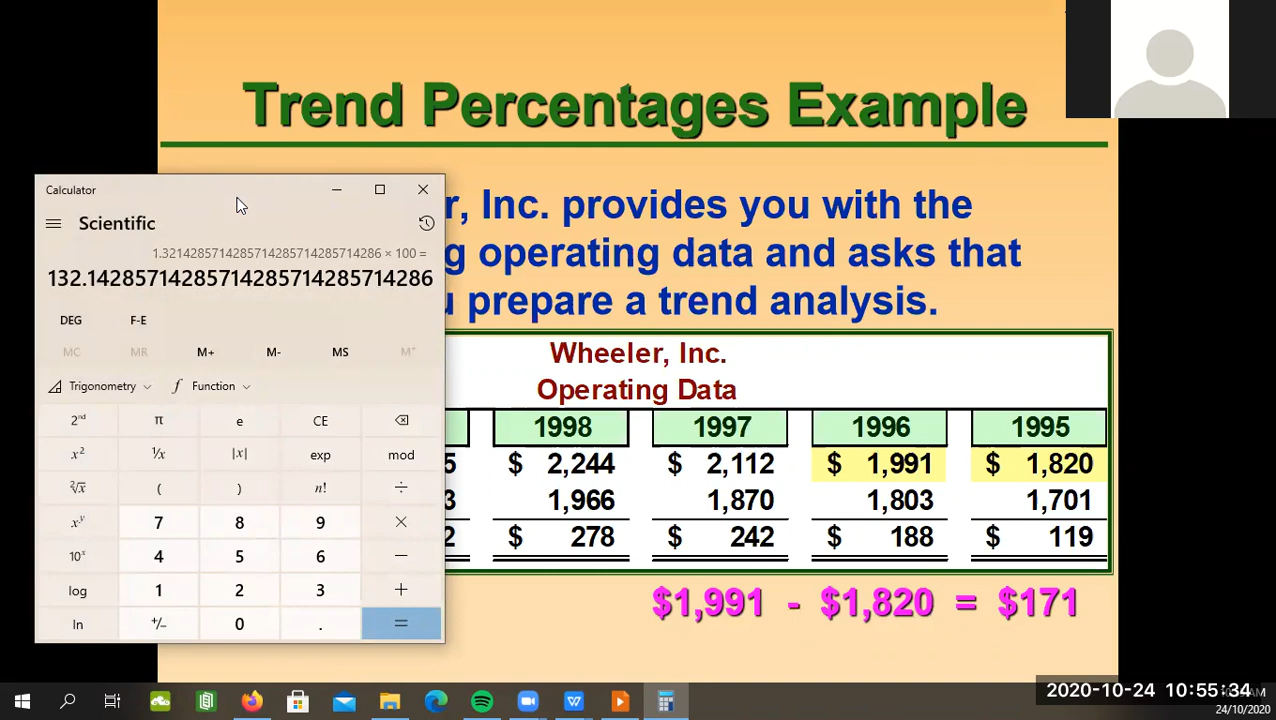 Trend Percentages Example
r, Inc. provides you with the
g operating data and asks that
u prepare a trend analysis.
Wheeler, Inc.
Operating Data
1998 1997 1996 1995
5 $ 2,244 $ 2,112 $ 1,991 $ 1,820
3 1,966 1,870 1,803 1,701
2 $ 278 $ 242 $ 188 $ 119
$1,991 - $1,820 = $171
Calculator
Scientific
1.3214285714285714285714285714286 × 100 =
132.14285714285714285714285714286
DEG F-E
MC MR M+ M- MS M˅
Trigonometry Function
2nd π e CE
x² ¹/x |x| exp mod
²√x ( ) n! ÷
xʸ 7 8 9 ×
10ˣ 4 5 6 −
log 1 2 3 +
ln +/− 0 . =
2020-10-24 10:55:34
24/10/2020